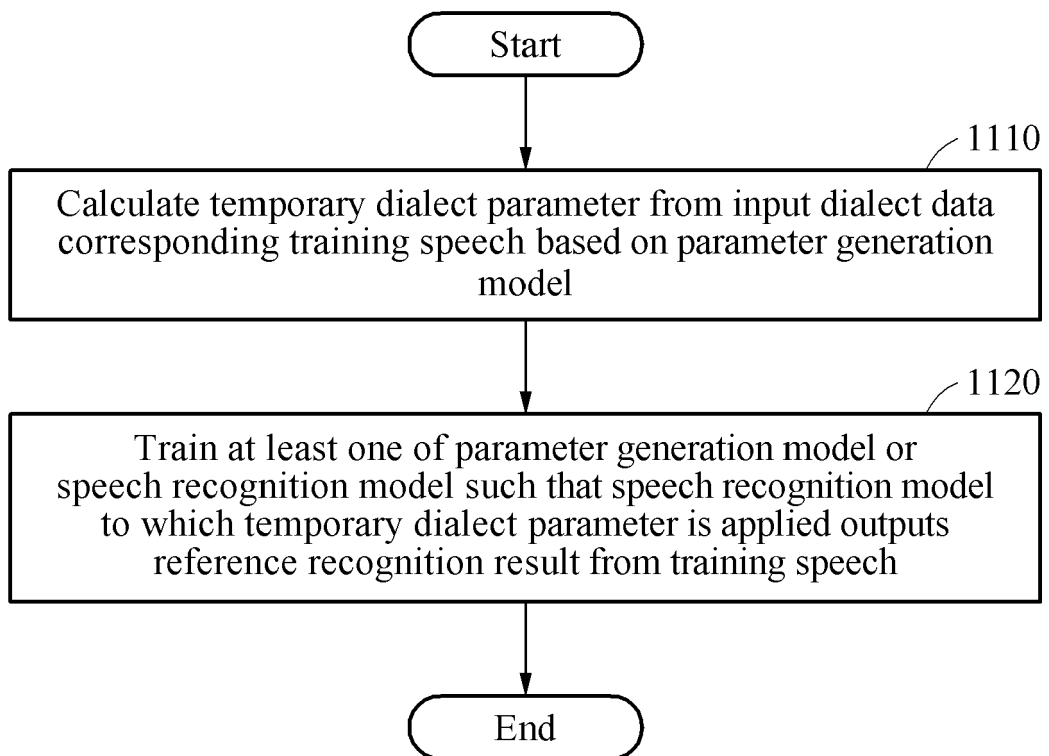 Start
1110
Calculate temporary dialect parameter from input dialect data
corresponding training speech based on parameter generation
model
1120
Train at least one of parameter generation model or
speech recognition model such that speech recognition model
to which temporary dialect parameter is applied outputs
reference recognition result from training speech
End